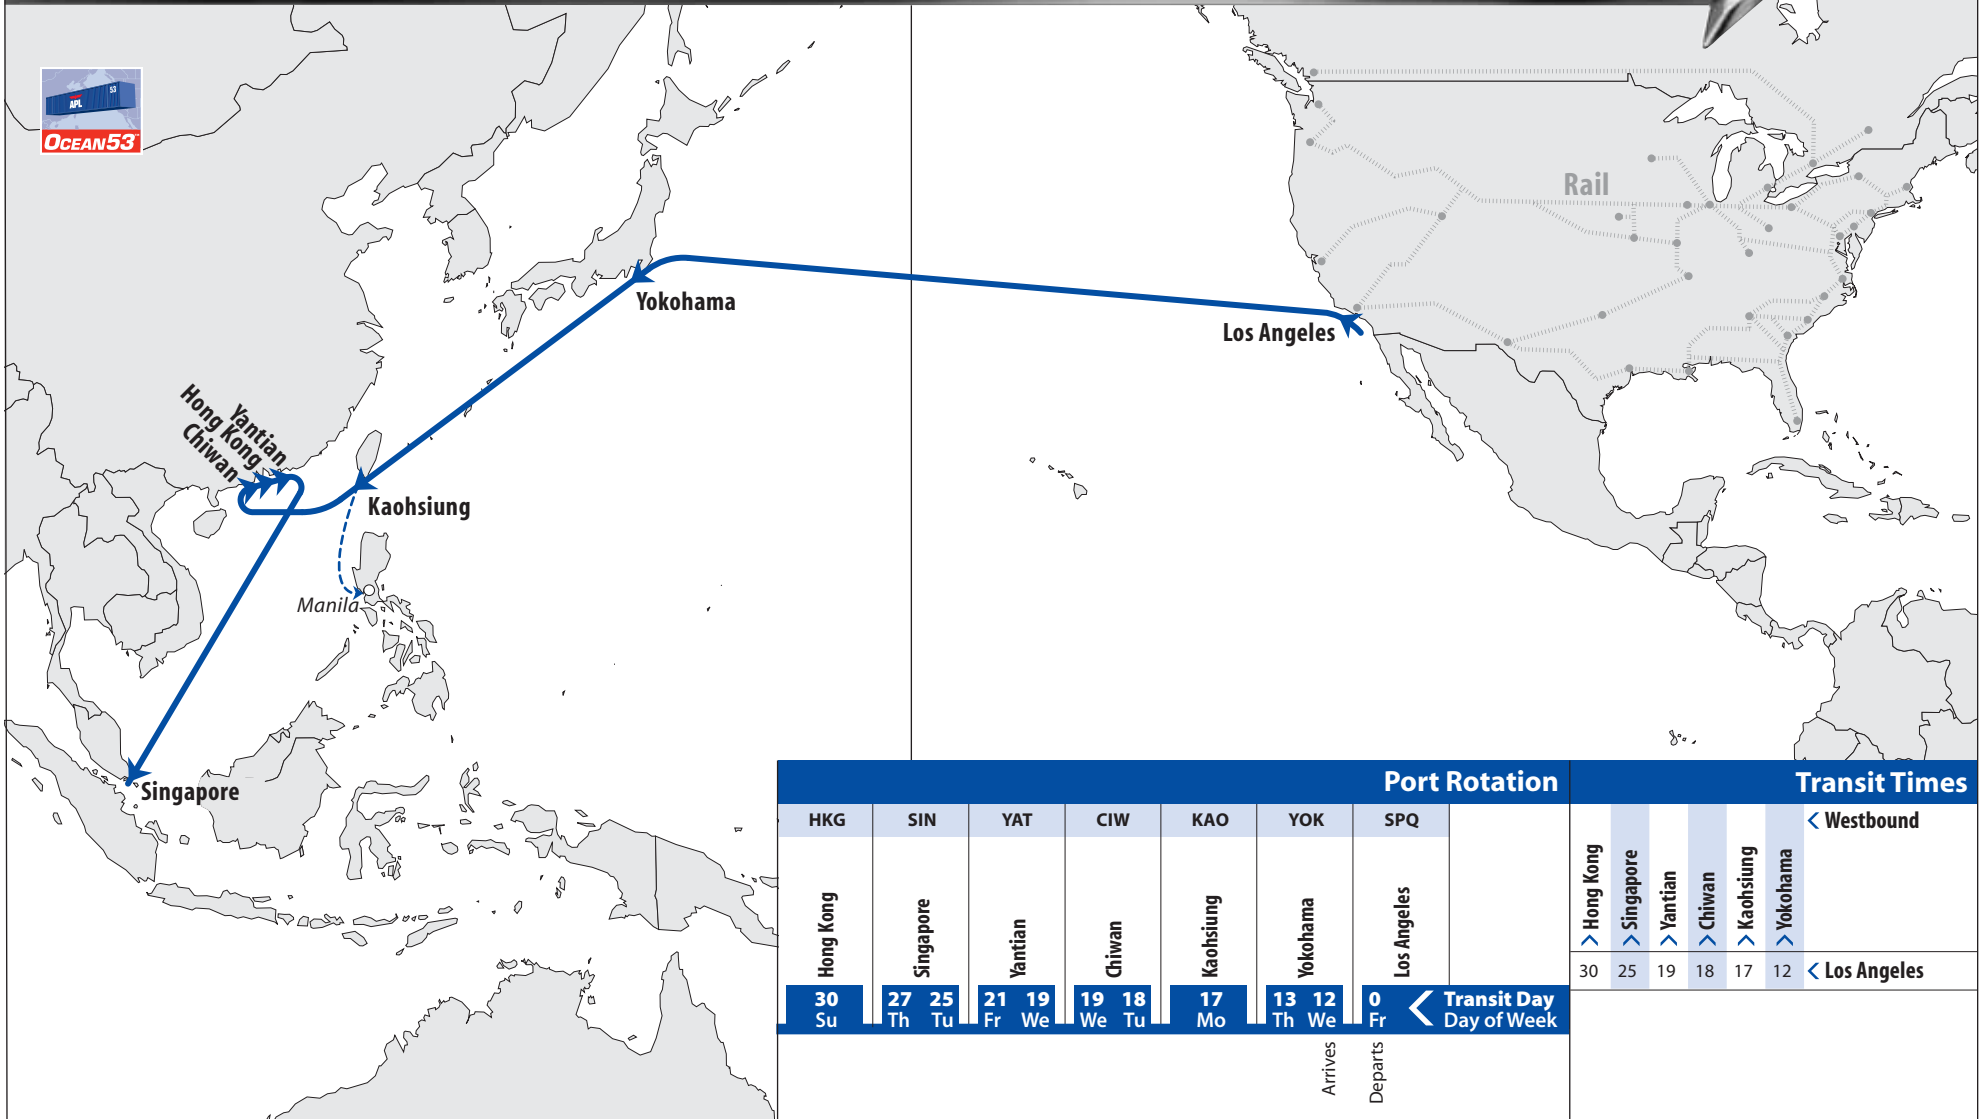 APL
53
OCEAN53™
Rail
Yokohama
Los Angeles
Yantian
Hong Kong
Chiwan
Kaohsiung
Manila
Singapore
Port Rotation
HKG SIN YAT CIW KAO YOK SPQ
Hong Kong Singapore Yantian Chiwan Kaohsiung Yokohama Los Angeles
30 27 25 21 19 19 18 17 13 12 0 Transit Day
Su Th Tu Fr We We Tu Mo Th We Fr Day of Week
Arrives Departs
Transit Times
Westbound
Hong Kong Singapore Yantian Chiwan Kaohsiung Yokohama
30 25 19 18 17 12 Los Angeles